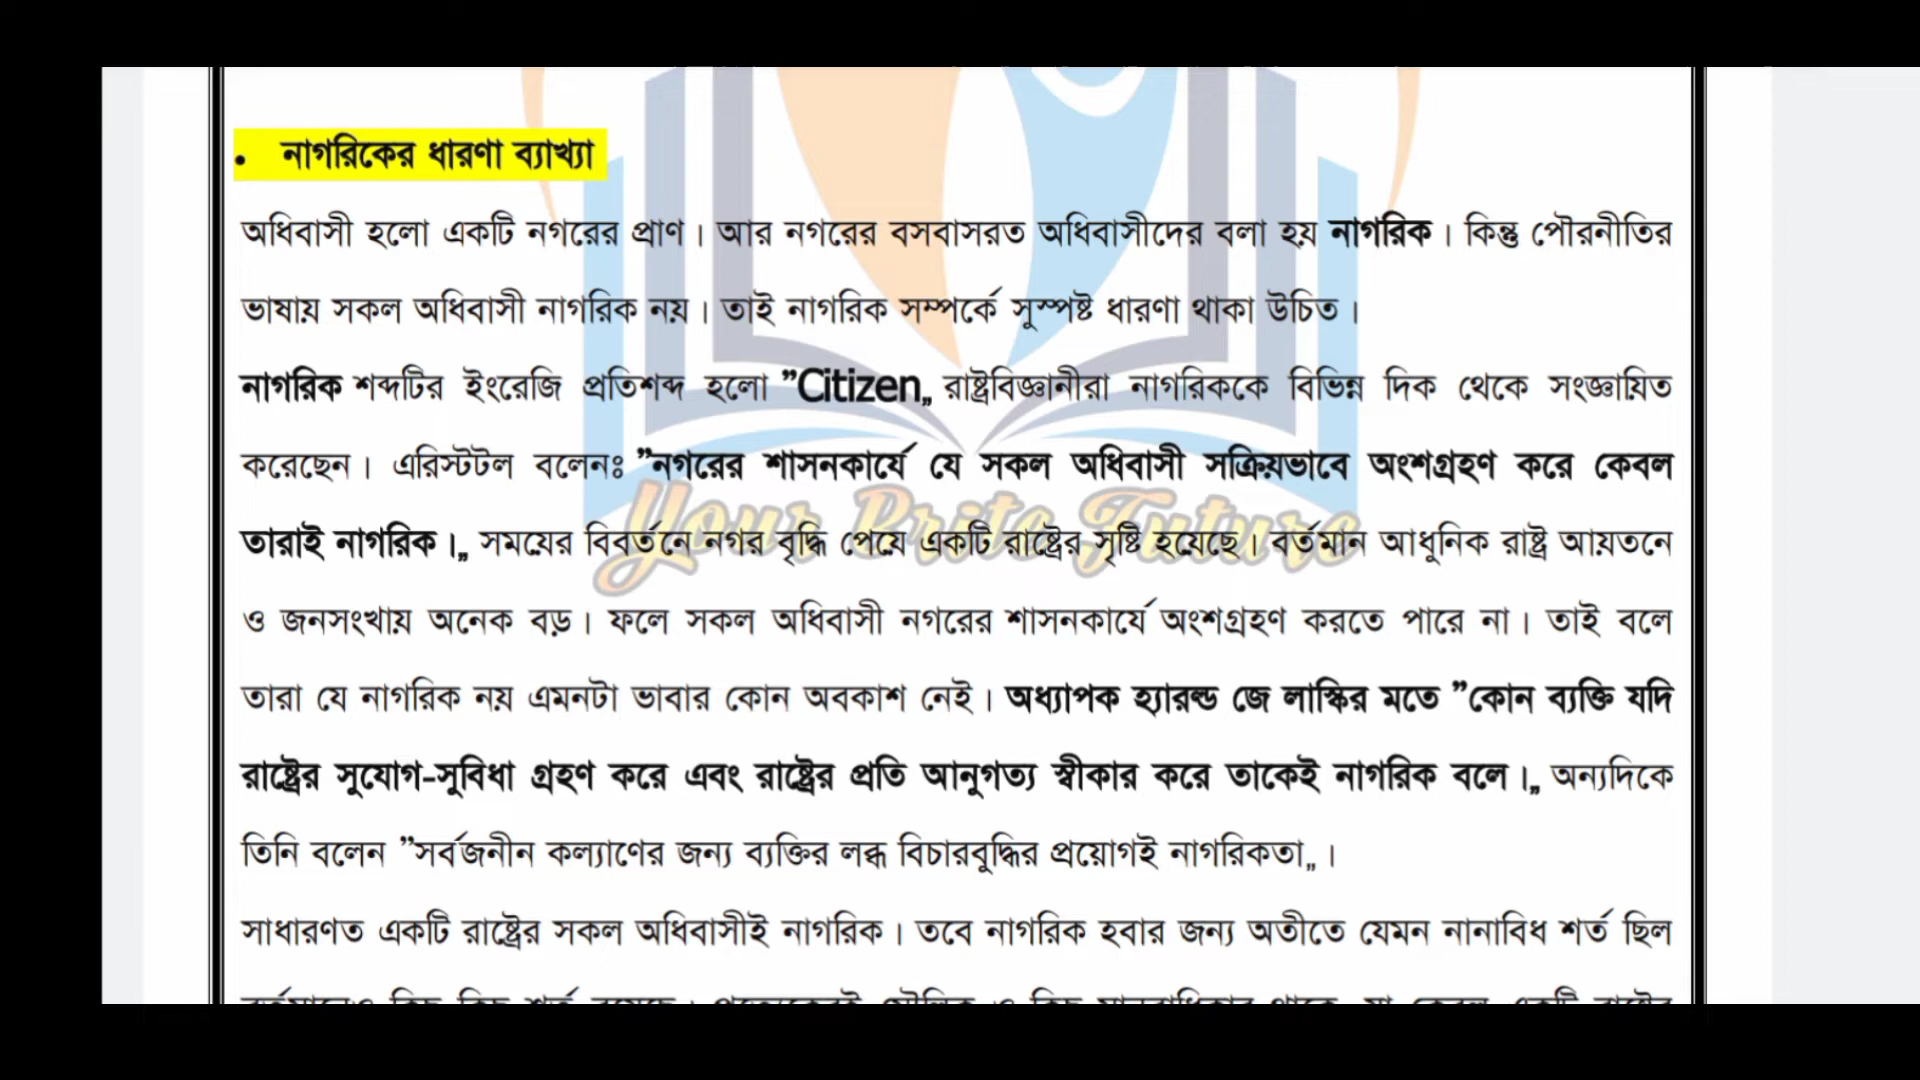 • নাগরিকের ধারণা ব্যাখ্যা
অধিবাসী হলো একটি নগরের প্রাণ। আর নগরের বসবাসরত অধিবাসীদের বলা হয় নাগরিক। কিন্তু পৌরনীতির
ভাষায় সকল অধিবাসী নাগরিক নয়। তাই নাগরিক সম্পর্কে সুস্পষ্ট ধারণা থাকা উচিত।
নাগরিক শব্দটির ইংরেজি প্রতিশব্দ হলো ”Citizen„ রাষ্ট্রবিজ্ঞানীরা নাগরিককে বিভিন্ন দিক থেকে সংজ্ঞায়িত
করেছেন। এরিস্টটল বলেনঃ ”নগরের শাসনকার্যে যে সকল অধিবাসী সক্রিয়ভাবে অংশগ্রহণ করে কেবল
তারাই নাগরিক।„ সময়ের বিবর্তনে নগর বৃদ্ধি পেয়ে একটি রাষ্ট্রের সৃষ্টি হয়েছে। বর্তমান আধুনিক রাষ্ট্র আয়তনে
ও জনসংখায় অনেক বড়। ফলে সকল অধিবাসী নগরের শাসনকার্যে অংশগ্রহণ করতে পারে না। তাই বলে
তারা যে নাগরিক নয় এমনটা ভাবার কোন অবকাশ নেই। অধ্যাপক হ্যারল্ড জে লাস্কির মতে ”কোন ব্যক্তি যদি
রাষ্ট্রের সুযোগ-সুবিধা গ্রহণ করে এবং রাষ্ট্রের প্রতি আনুগত্য স্বীকার করে তাকেই নাগরিক বলে।„ অন্যদিকে
তিনি বলেন ”সর্বজনীন কল্যাণের জন্য ব্যক্তির লব্ধ বিচারবুদ্ধির প্রয়োগই নাগরিকতা„।
সাধারণত একটি রাষ্ট্রের সকল অধিবাসীই নাগরিক। তবে নাগরিক হবার জন্য অতীতে যেমন নানাবিধ শর্ত ছিল
Your Brite Future